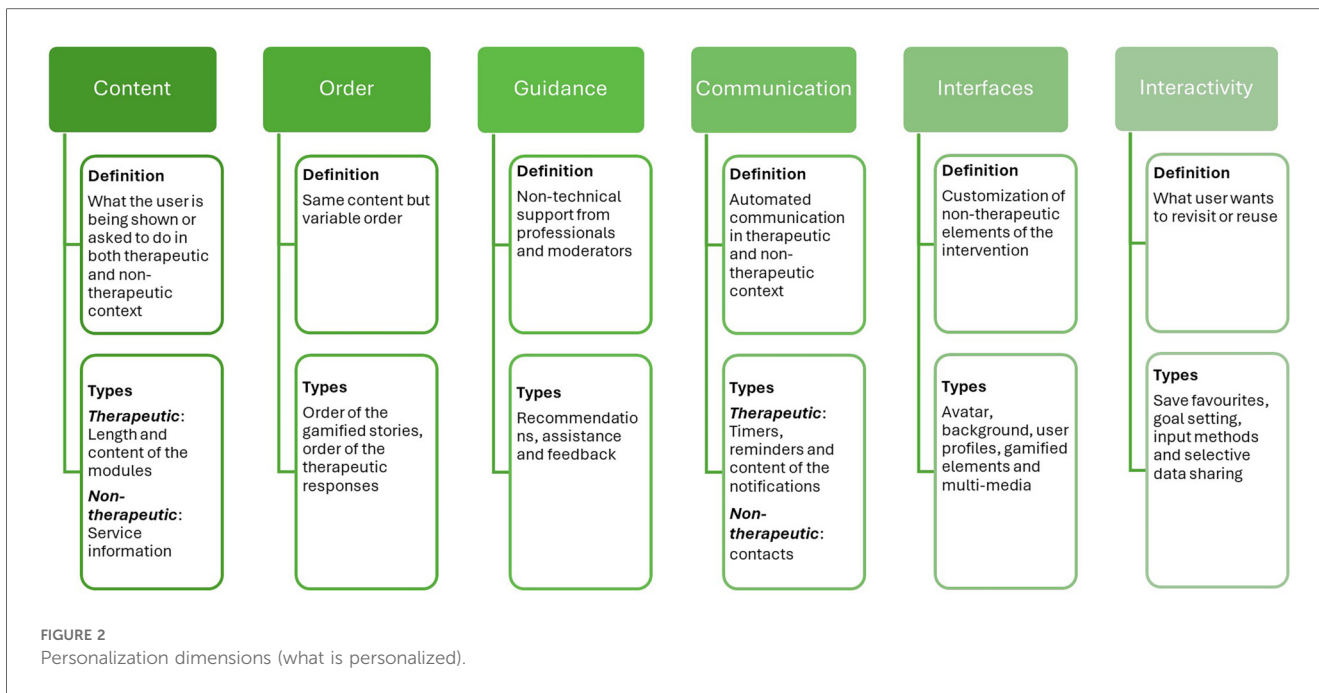 Content
Order
Guidance
Communication
Interfaces
Interactivity
Definition
What the user is
being shown or
asked to do in
both therapeutic
and non-
therapeutic
context
Definition
Same content but
variable order
Definition
Non-technical
support from
professionals
and moderators
Definition
Automated
communication
in therapeutic
and non-
therapeutic
context
Definition
Customization of
non-therapeutic
elements of the
intervention
Definition
What user wants
to revisit or reuse
Types
Therapeutic:
Length and
content of the
modules
Non-
therapeutic:
Service
information
Types
Order of the
gamified stories,
order of the
therapeutic
responses
Types
Recommendatio
ns, assistance
and feedback
Types
Therapeutic:
Timers,
reminders and
content of the
notifications
Non-
therapeutic:
contacts
Types
Avatar,
background, user
profiles, gamified
elements and
multi-media
Types
Save favourites,
goal setting,
input methods
and selective
data sharing
FIGURE 2
Personalization dimensions (what is personalized).